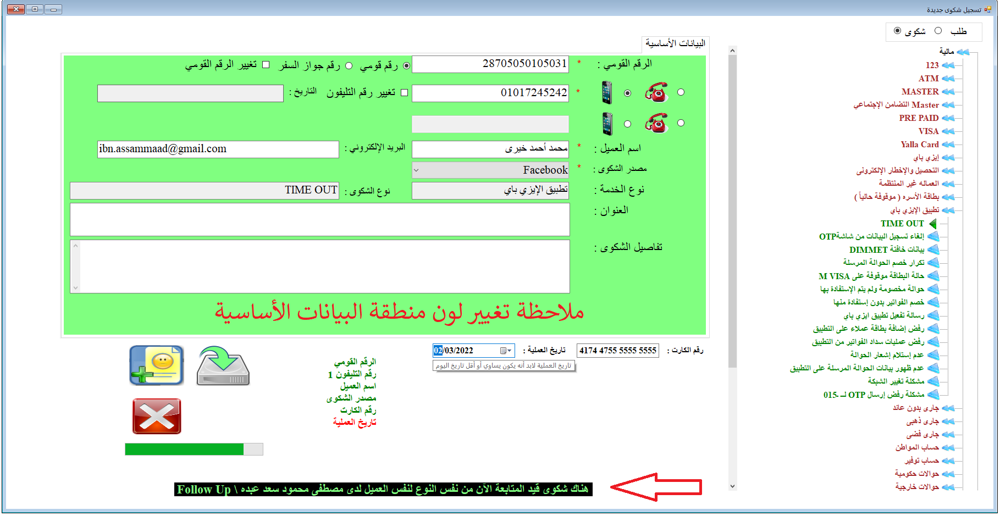 تسجيل شكوى جديدة
طلب
شكوى
مالية
123
ATM
MASTER
Master التضامن الإجتماعي
PRE PAID
VISA
Yalla Card
إيزي باي
التحصيل والإخطار الإلكترونى
العماله غير المنتظمة
بطاقة الأسره ( موقوفة حالياً )
تطبيق الإيزي باي
TIME OUT
إلغاء تسجيل البيانات من شاشةOTP
بيانات خافتة DIMMET
تكرار خصم الحوالة المرسلة
حالة البطاقة موقوفة على M VISA
حوالة مخصومة ولم يتم الإستفادة بها
خصم الفواتير بدون إستفادة منها
رسالة تفعيل تطبيق ايزي باي
رفض إضافة بطاقة عملاء على التطبيق
رفض عمليات سداد الفواتير من التطبيق
عدم إستلام إشعار الحوالة
عدم ظهور بيانات الحوالة المرسلة على التطبيق
مشكلة تغيير الشبكة
مشكلة رفض إرسال OTP لــ -015
جارى بدون عائد
جارى ذهبى
جارى فضى
حساب المواطن
حساب توفير
حوالات حكومية
حوالات خارجية
البيانات الأساسية
الرقم القومي : * 28705050105031 رقم قومي رقم جواز السفر تغيير الرقم القومي
* 01017245242 تغيير رقم التليفون التاريخ :
اسم العميل : * محمد أحمد خيرى البريد الإلكتروني : ibn.assammaad@gmail.com
مصدر الشكوى : * Facebook
نوع الخدمة : تطبيق الإيزي باي نوع الشكوى : TIME OUT
العنوان :
تفاصيل الشكوى :
ملاحظة تغيير لون منطقة البيانات الأساسية
رقم الكارت : 4174 4755 5555 5555 تاريخ العملية : 02/03/2022
تاريخ العملية لابد أنه يكون يساوي أو أقل تاريخ اليوم
الرقم القومي
رقم التليفون 1
اسم العميل
مصدر الشكوى
رقم الكارت
تاريخ العملية
هناك شكوى قيد المتابعة الآن من نفس النوع لنفس العميل لدى مصطفى محمود سعد عبده \ Follow Up